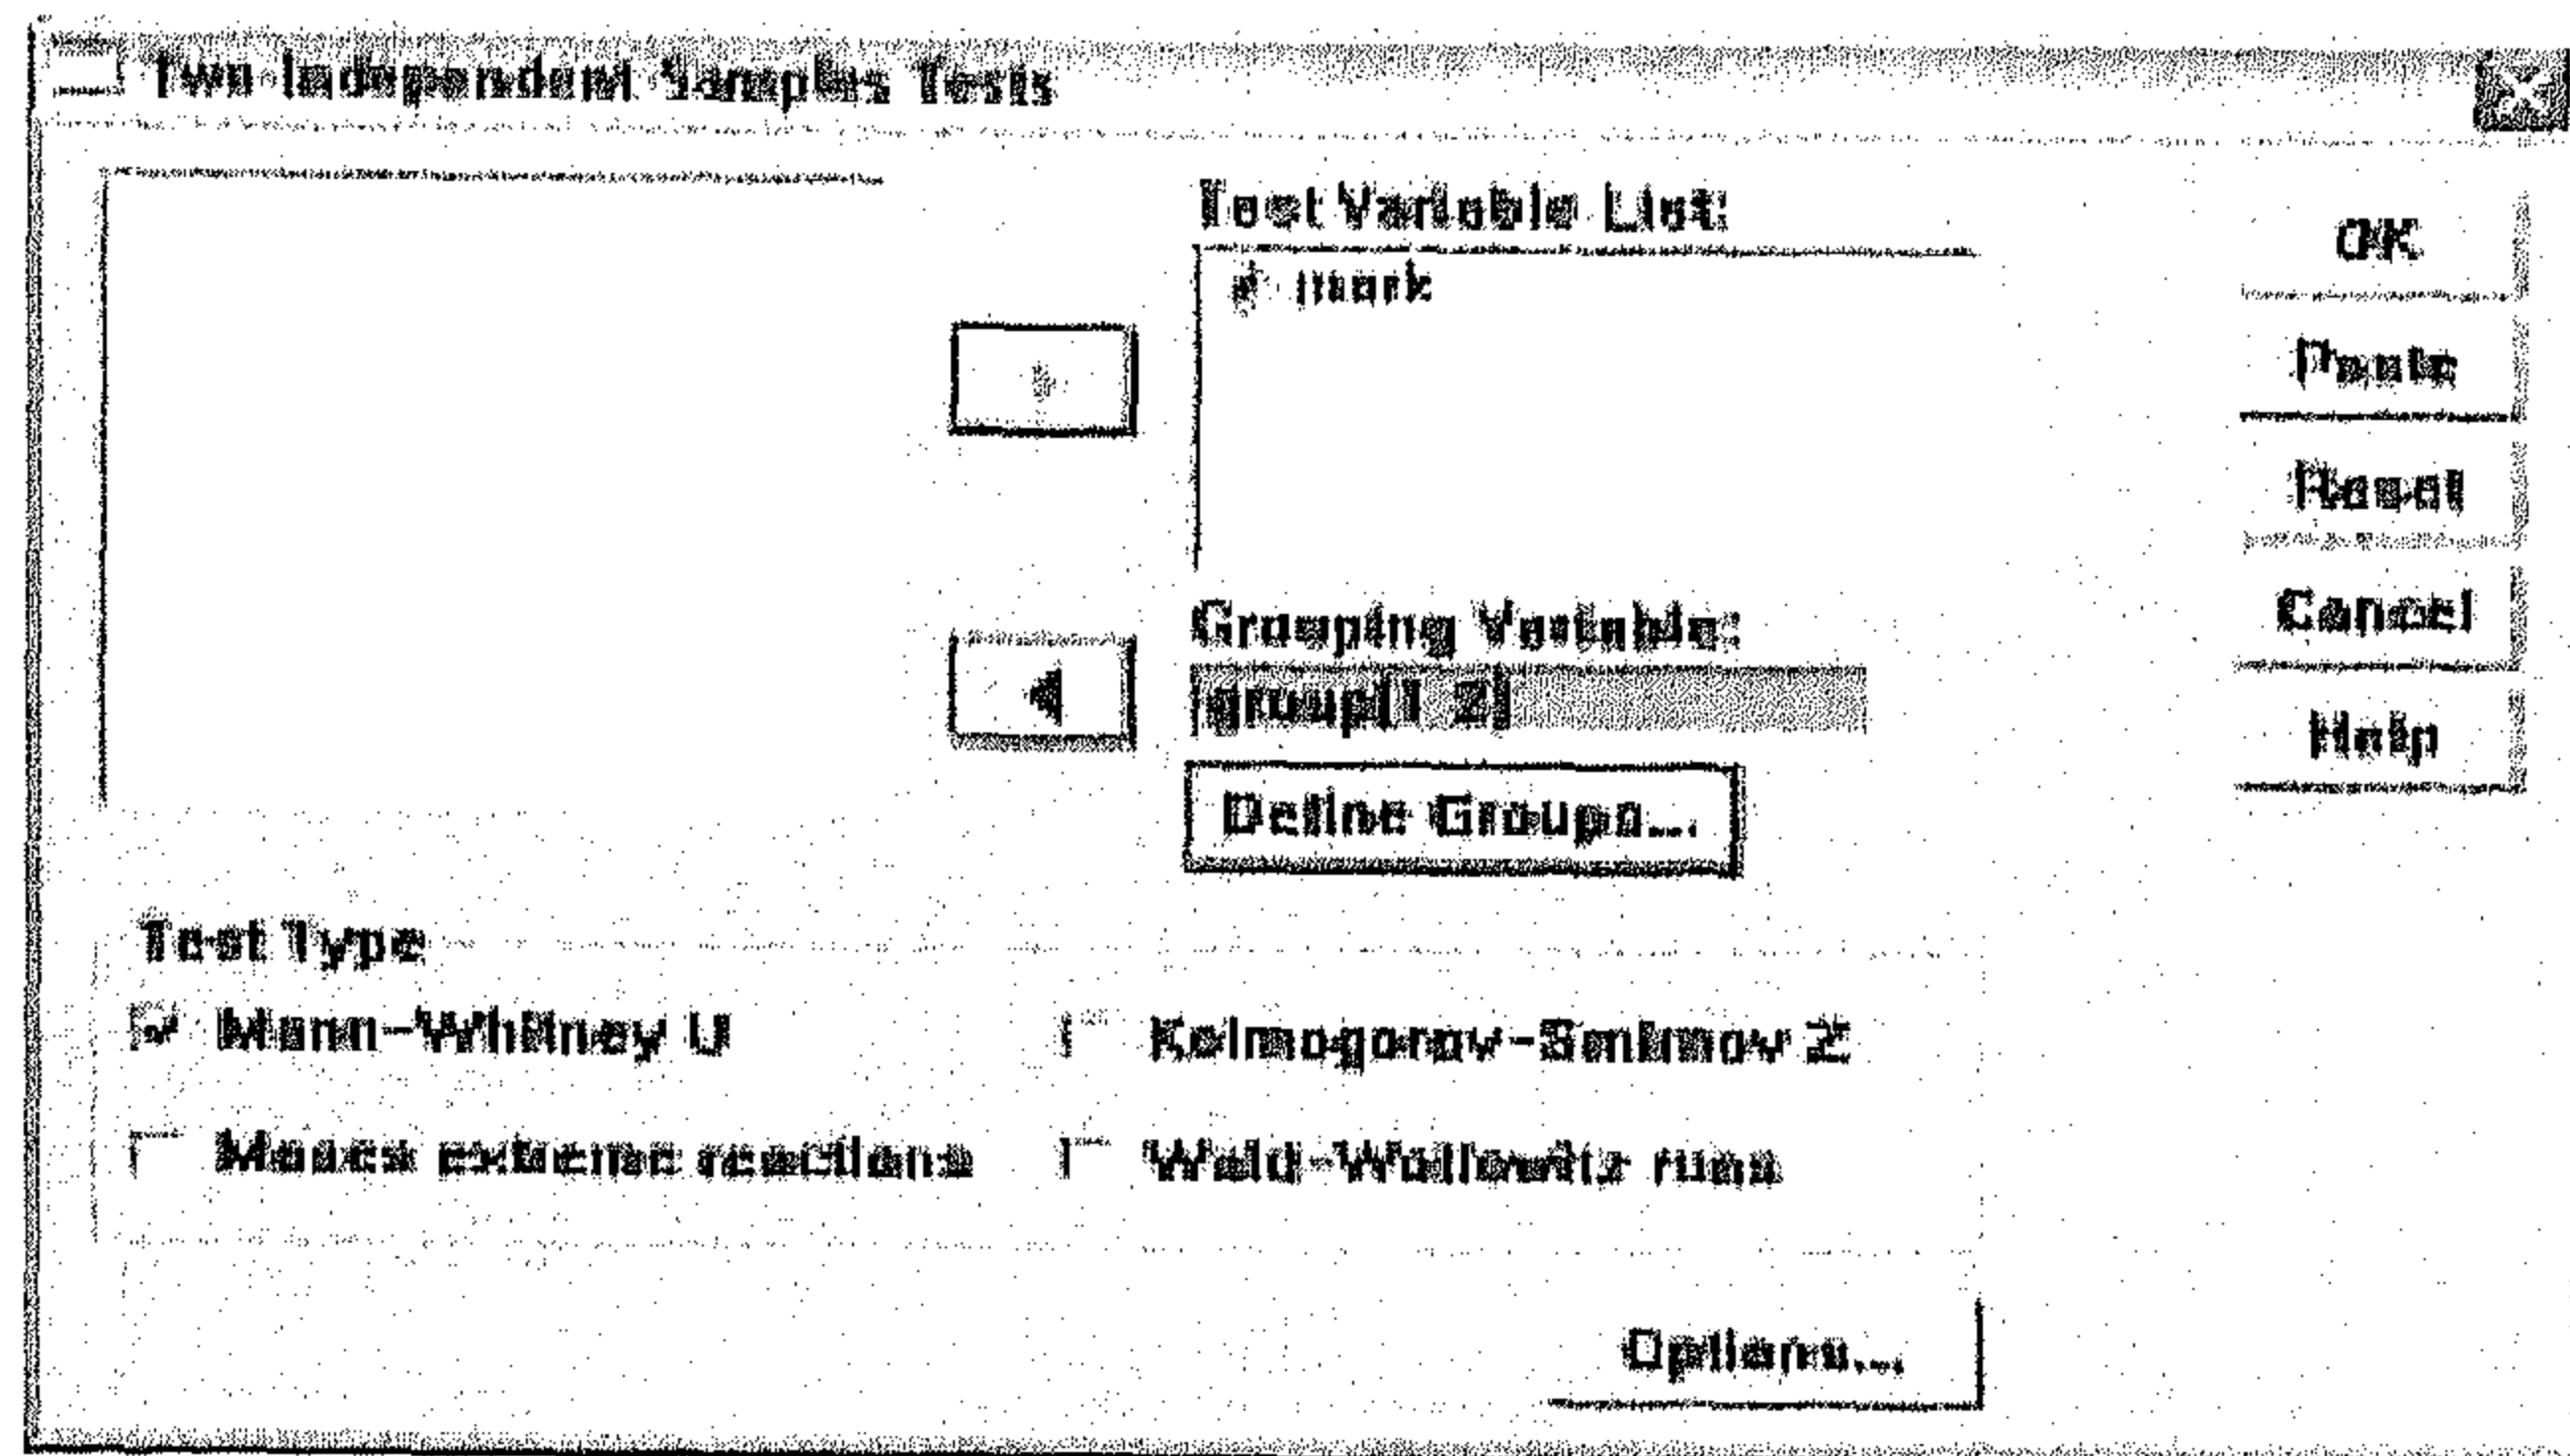 Two Independent Samples Tests
Test Variable List:
# mark
OK
Paste
Reset
Cancel
Help
Grouping Variable:
group(1 2)
Define Groups...
Test Type
Mann-Whitney U
Kolmogorov-Smirnov Z
Moses extreme reactions
Wald-Wolfowitz runs
Options...